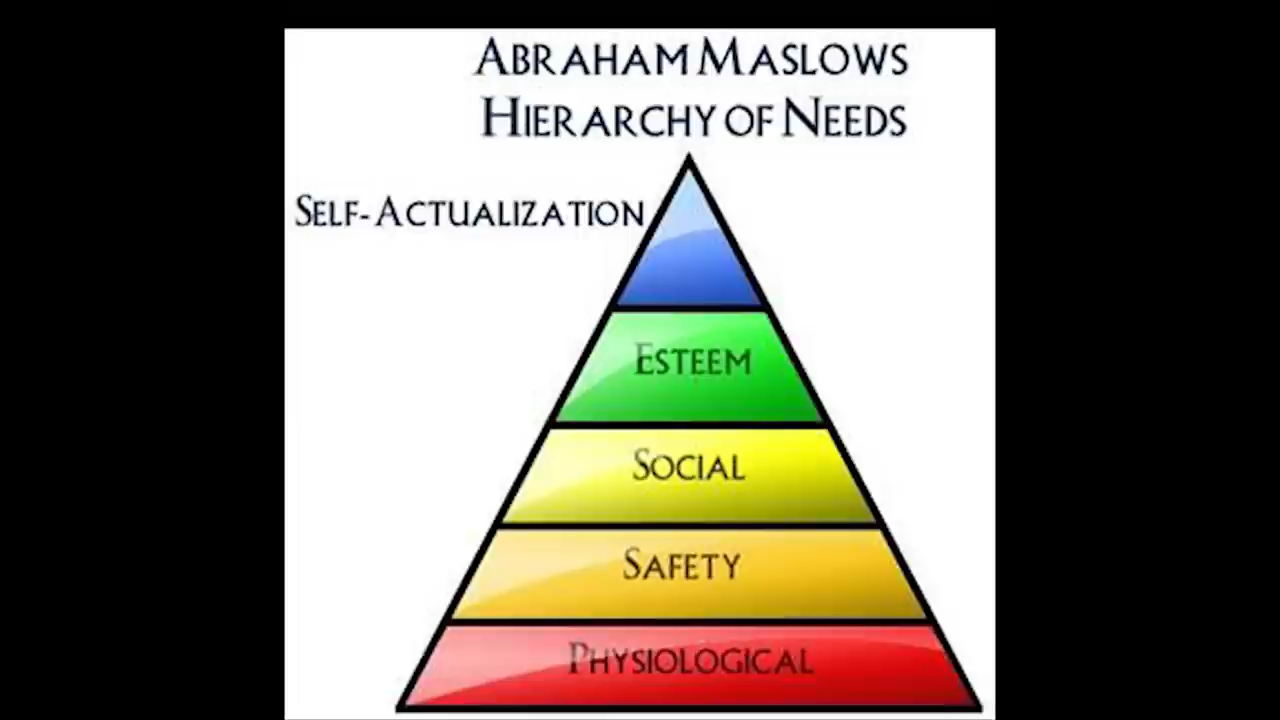 ABRAHAM MASLOWS
HIERARCHY OF NEEDS
SELF-ACTUALIZATION
ESTEEM
SOCIAL
SAFETY
PHYSIOLOGICAL